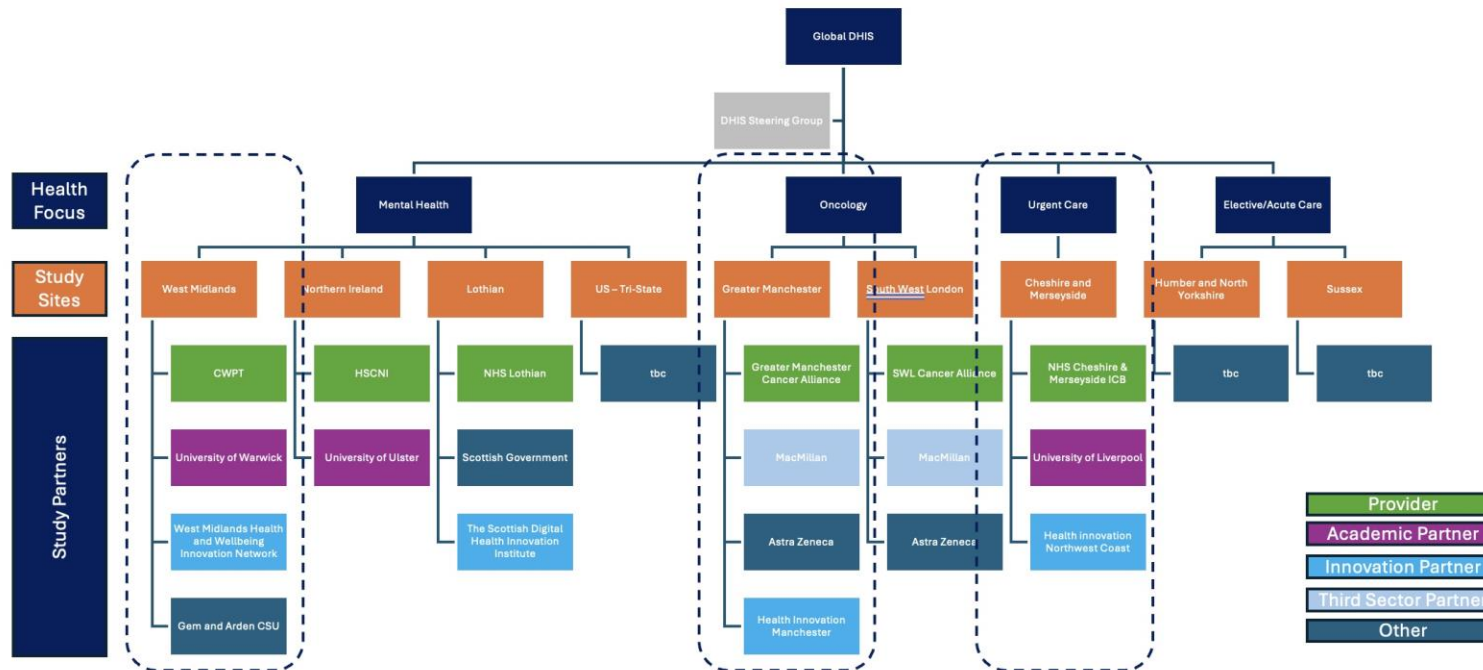 Global DHIS
DHIS Steering Group
Health
Focus
Mental Health
Oncology
Urgent Care
Elective/Acute Care
Study
Sites
West Midlands
Northern Ireland
Lothian
US – Tri-State
Greater Manchester
South West London
Cheshire and
Merseyside
Humber and North
Yorkshire
Sussex
Study Partners
CWPT
HSCNI
NHS Lothian
tbc
Greater Manchester
Cancer Alliance
SWL Cancer Alliance
NHS Cheshire &
Merseyside ICB
tbc
tbc
University of Warwick
University of Ulster
Scottish Government
MacMillan
MacMillan
University of Liverpool
West Midlands Health
and Wellbeing
Innovation Network
The Scottish Digital
Health Innovation
Institute
Astra Zeneca
Astra Zeneca
Health innovation
Northwest Coast
Gem and Arden CSU
Health Innovation
Manchester
Provider
Academic Partner
Innovation Partner
Third Sector Partner
Other